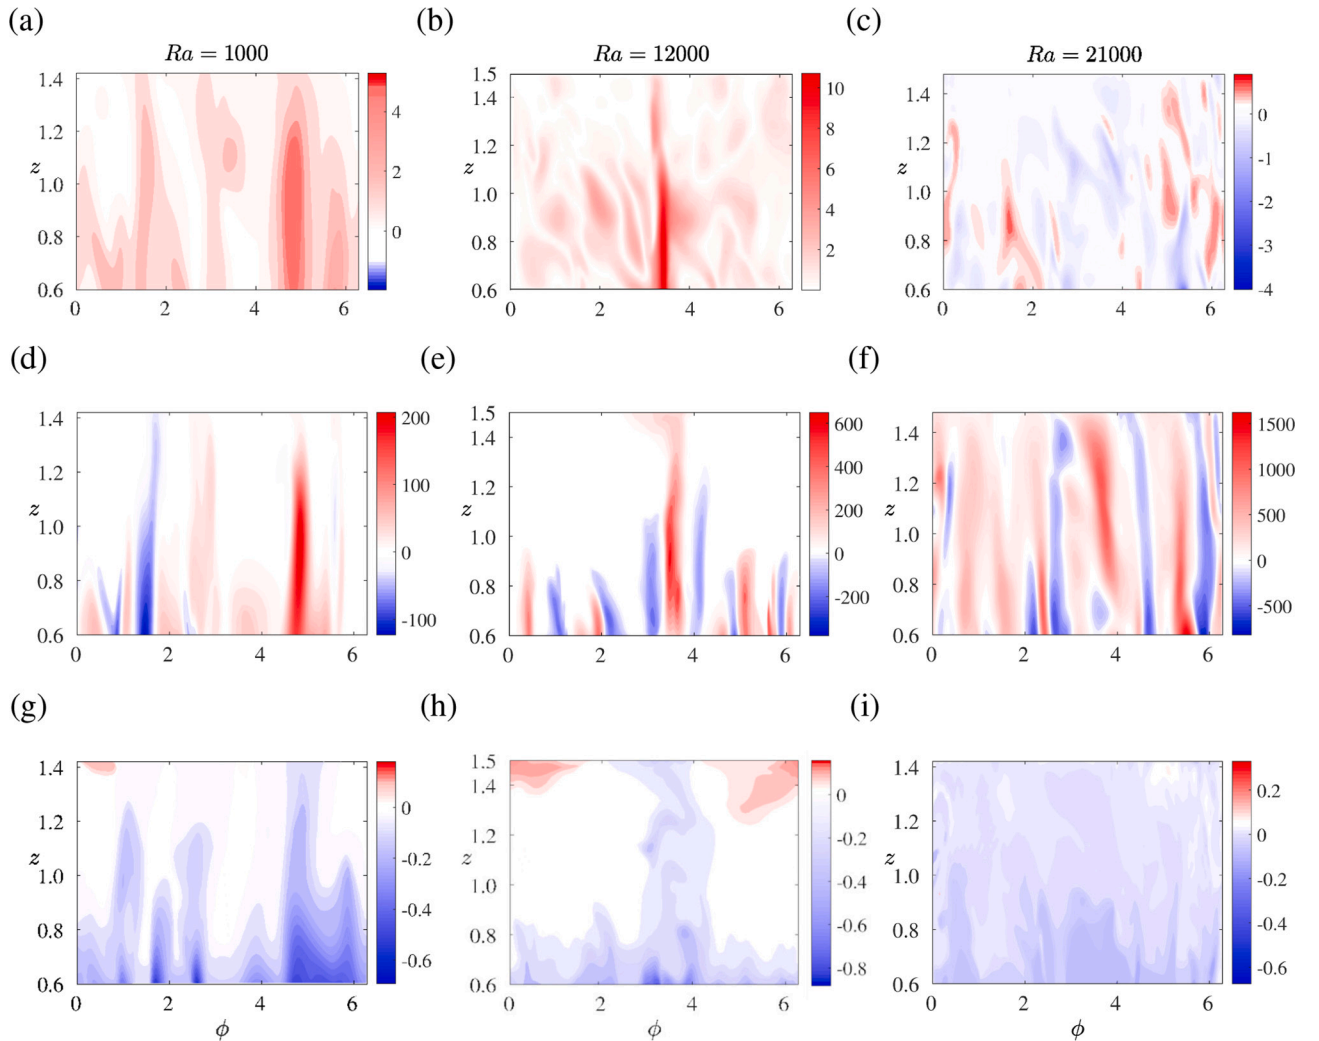 (a) (b) (c)
Ra = 1000 Ra = 12000 Ra = 21000
z 1.4 1.2 1.0 0.8 0.6 0 2 4 6 4 2 0
z 1.5 1.4 1.2 1.0 0.8 0.6 0 2 4 6 10 8 6 4 2
z 1.4 1.2 1.0 0.8 0.6 0 2 4 6 0 -1 -2 -3 -4
(d) (e) (f)
z 1.4 1.2 1.0 0.8 0.6 0 2 4 6 200 100 0 -100
z 1.5 1.4 1.2 1.0 0.8 0.6 0 2 4 6 600 400 200 0 -200
z 1.4 1.2 1.0 0.8 0.6 0 2 4 6 1500 1000 500 0 -500
(g) (h) (i)
z 1.4 1.2 1.0 0.8 0.6 0 2 4 6 0 -0.2 -0.4 -0.6
z 1.5 1.4 1.2 1.0 0.8 0.6 0 2 4 6 0 -0.2 -0.4 -0.6 -0.8
z 1.4 1.2 1.0 0.8 0.6 0 2 4 6 0.2 0 -0.2 -0.4 -0.6
ϕ ϕ ϕ